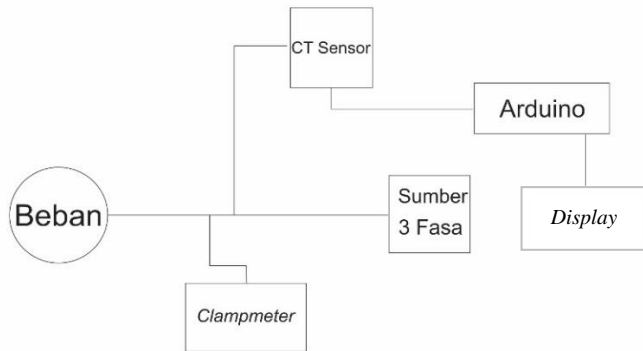 CT Sensor
Arduino
Beban
Sumber
3 Fasa
Display
Clampmeter